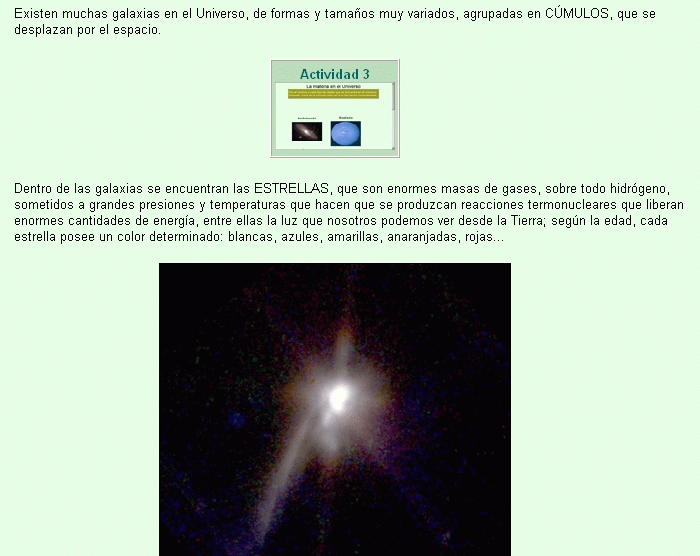 Existen muchas galaxias en el Universo, de formas y tamaños muy variados, agrupadas en CÚMULOS, que se
desplazan por el espacio.
Actividad 3
La materia en el Universo
Dentro de las galaxias se encuentran las ESTRELLAS, que son enormes masas de gases, sobre todo hidrógeno,
sometidos a grandes presiones y temperaturas que hacen que se produzcan reacciones termonucleares que liberan
enormes cantidades de energía, entre ellas la luz que nosotros podemos ver desde la Tierra; según la edad, cada
estrella posee un color determinado: blancas, azules, amarillas, anaranjadas, rojas...